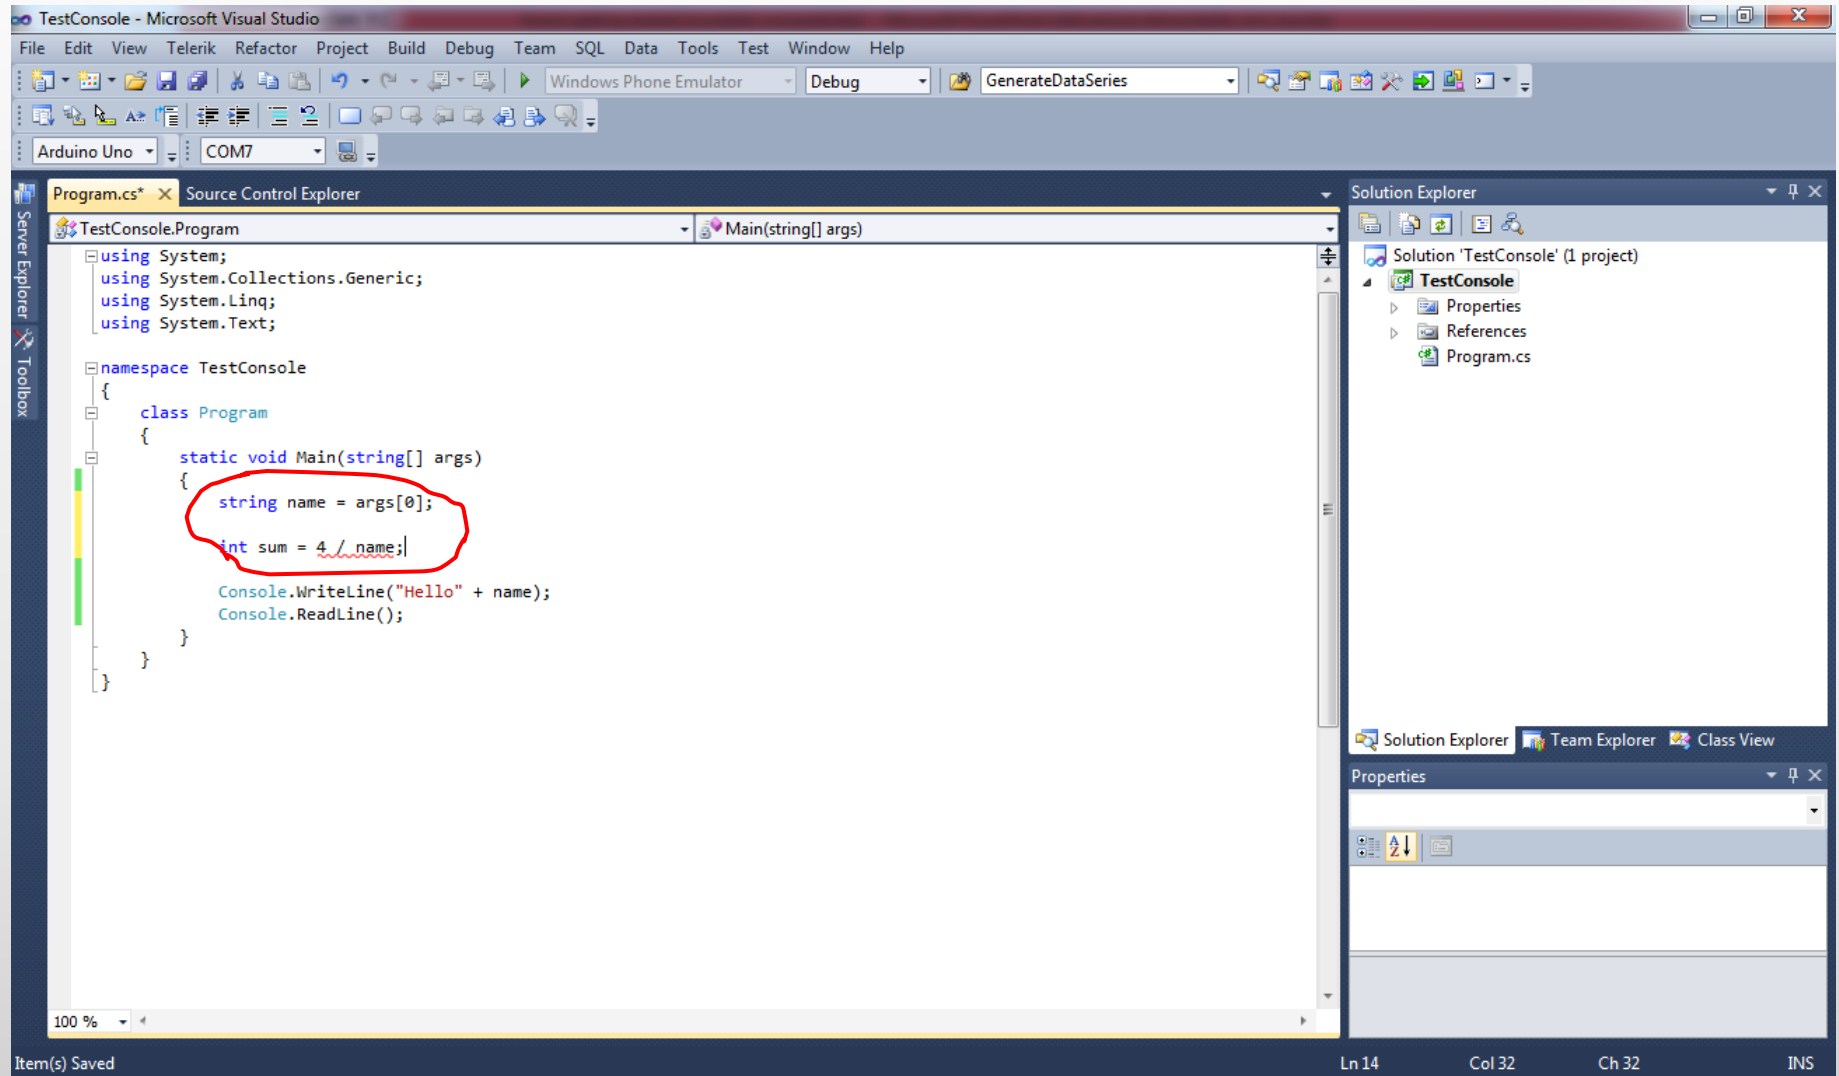 TestConsole - Microsoft Visual Studio
File Edit View Telerik Refactor Project Build Debug Team SQL Data Tools Test Window Help
Windows Phone Emulator Debug GenerateDataSeries
Arduino Uno COM7
Program.cs* Source Control Explorer
TestConsole.Program Main(string[] args)
using System;
using System.Collections.Generic;
using System.Linq;
using System.Text;
namespace TestConsole
{
class Program
{
static void Main(string[] args)
{
string name = args[0];
int sum = 4 / name;
Console.WriteLine("Hello" + name);
Console.ReadLine();
}
}
}
100 %
Server Explorer
Toolbox
Solution Explorer
Solution 'TestConsole' (1 project)
TestConsole
Properties
References
Program.cs
Solution Explorer Team Explorer Class View
Properties
Item(s) Saved Ln 14 Col 32 Ch 32 INS